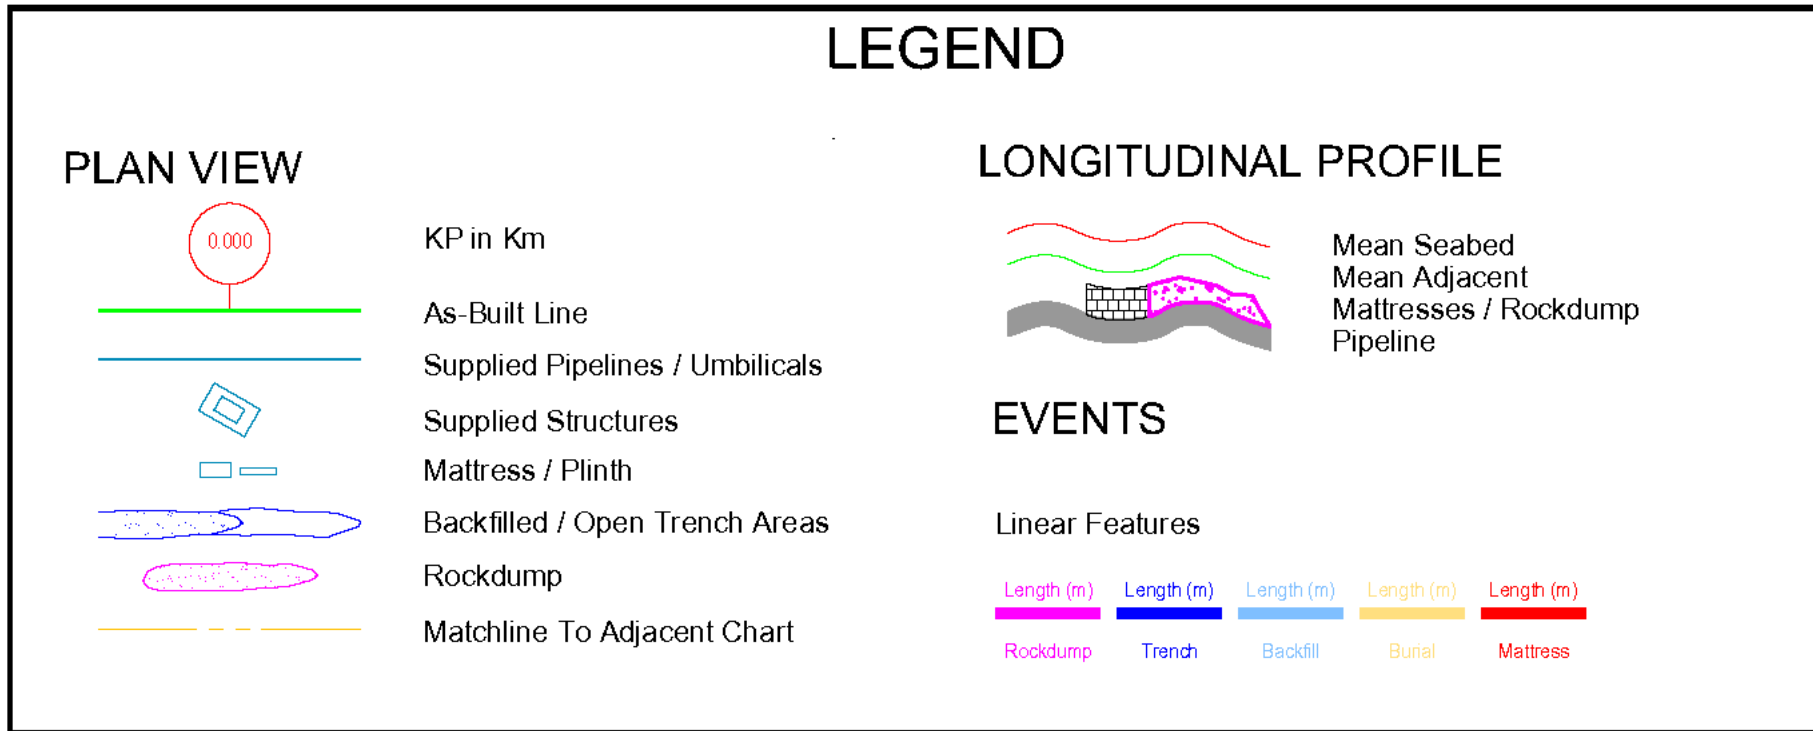 LEGEND
PLAN VIEW
0.000
KP in Km
As-Built Line
Supplied Pipelines / Umbilicals
Supplied Structures
Mattress / Plinth
Backfilled / Open Trench Areas
Rockdump
Matchline To Adjacent Chart
LONGITUDINAL PROFILE
Mean Seabed
Mean Adjacent
Mattresses / Rockdump
Pipeline
EVENTS
Linear Features
Length (m) Length (m) Length (m) Length (m) Length (m)
Rockdump Trench Backfill Burial Mattress